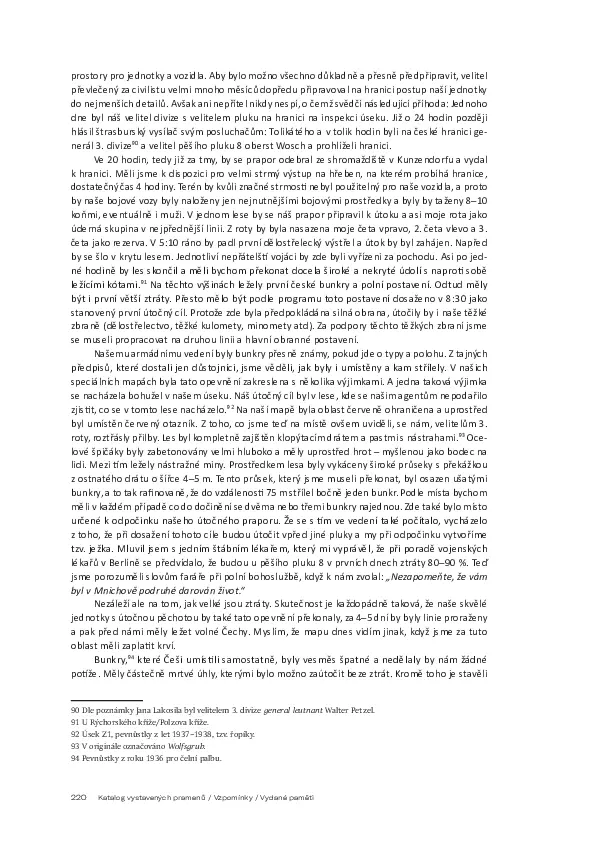 prostory pro jednotky a vozidla. Aby bylo možno všechno důkladně a přesně předpřipravit, velitel
převlečený za civilistu velmi mnoho měsíců dopředu připravoval na hranici postup naší jednotky
do nejmenších detailů. Avšak ani nepřítel nikdy nespí, o čemž svědčí následující příhoda: Jednoho
dne byl náš velitel divize s velitelem pluku na hranici na inspekci úseku. Již o 24 hodin později
hlásil štrasburský vysílač svým posluchačům: Tolikátého a v tolik hodin byli na české hranici ge-
nerál 3. divize90 a velitel pěšího pluku 8 oberst Wosch a prohlíželi hranici.
Ve 20 hodin, tedy již za tmy, by se prapor odebral ze shromaždiště v Kunzendorfu a vydal
k hranici. Měli jsme k dispozici pro velmi strmý výstup na hřeben, na kterém probíhá hranice,
dostatečný čas 4 hodiny. Terén by kvůli značné strmosti nebyl použitelný pro naše vozidla, a proto
by naše bojové vozy byly naloženy jen nejnutnějšími bojovými prostředky a byly by taženy 8–10
koňmi, eventuálně i muži. V jednom lese by se náš prapor připravil k útoku a asi moje rota jako
úderná skupina v nejpřednější linii. Z roty by byla nasazena moje četa vpravo, 2. četa vlevo a 3.
četa jako rezerva. V 5:10 ráno by padl první dělostřelecký výstřel a útok by byl zahájen. Napřed
by se šlo v krytu lesem. Jednotliví nepřátelští vojáci by zde byli vyřízeni za pochodu. Asi po jed-
né hodině by les skončil a měli bychom překonat docela široké a nekryté údolí s naproti sobě
ležícími kótami.91 Na těchto výšinách ležely první české bunkry a polní postavení. Odtud měly
být i první větší ztráty. Přesto mělo být podle programu toto postavení dosaženo v 8:30 jako
stanovený první útočný cíl. Protože zde byla předpokládána silná obrana, útočily by i naše těžké
zbraně (dělostřelectvo, těžké kulomety, minomety atd). Za podpory těchto těžkých zbraní jsme
se museli propracovat na druhou linii a hlavní obranné postavení.
Našemu armádnímu vedení byly bunkry přesně známy, pokud jde o typy a polohu. Z tajných
předpisů, které dostali jen důstojníci, jsme věděli, jak byly i umístěny a kam střílely. V našich
speciálních mapách byla tato opevnění zakreslena s několika výjimkami. A jedna taková výjimka
se nacházela bohužel v našem úseku. Náš útočný cíl byl v lese, kde se našim agentům nepodařilo
zjistit, co se v tomto lese nacházelo.92 Na naší mapě byla oblast červeně ohraničena a uprostřed
byl umístěn červený otazník. Z toho, co jsme teď na místě ovšem uviděli, se nám, velitelům 3.
roty, roztřásly přilby. Les byl kompletně zajištěn klopýtacím drátem a pastmi s nástrahami.93 Oce-
lové špičáky byly zabetonovány velmi hluboko a měly uprostřed hrot – myšlenou jako bodec na
lidi. Mezi tím ležely nástražné miny. Prostředkem lesa byly vykáceny široké průseky s překážkou
z ostnatého drátu o šířce 4–5 m. Tento průsek, který jsme museli překonat, byl osazen ušatými
bunkry, a to tak rafinovaně, že do vzdálenosti 75 m střílel bočně jeden bunkr. Podle místa bychom
měli v každém případě co do dočinění se dvěma nebo třemi bunkry najednou. Zde také bylo místo
určené k odpočinku našeho útočného praporu. Že se s tím ve vedení také počítalo, vycházelo
z toho, že při dosažení tohoto cíle budou útočit vpřed jiné pluky a my při odpočinku vytvoříme
tzv. ježka. Mluvil jsem s jedním štábním lékařem, který mi vyprávěl, že při poradě vojenských
lékařů v Berlíně se předvídalo, že budou u pěšího pluku 8 v prvních dnech ztráty 80–90 %. Teď
jsme porozuměli slovům faráře při polní bohoslužbě, když k nám zvolal: „Nezapomeňte, že vám
byl v Mnichově podruhé darován život.“
Nezáleží ale na tom, jak velké jsou ztráty. Skutečnost je každopádně taková, že naše skvělé
jednotky s útočnou pěchotou by také tato opevnění překonaly, za 4–5 dní by byly linie proraženy
a pak před námi měly ležet volné Čechy. Myslím, že mapu dnes vidím jinak, když jsme za tuto
oblast měli zaplatit krví.
Bunkry,94 které Češi umístili samostatně, byly vesměs špatné a nedělaly by nám žádné
potíže. Měly částečně mrtvé úhly, kterými bylo možno zaútočit beze ztrát. Kromě toho je stavěli
90 Dle poznámky Jana Lakosila byl velitelem 3. divize general leutnant Walter Petzel.
91 U Rýchorského kříže/Polzova kříže.
92 Úsek Z1, pevnůstky z let 1937–1938, tzv. řopíky.
93 V originále označováno Wolfsgrub.
94 Pevnůstky z roku 1936 pro čelní palbu.
220 Katalog vystavených pramenů / Vzpomínky / Vydané paměti